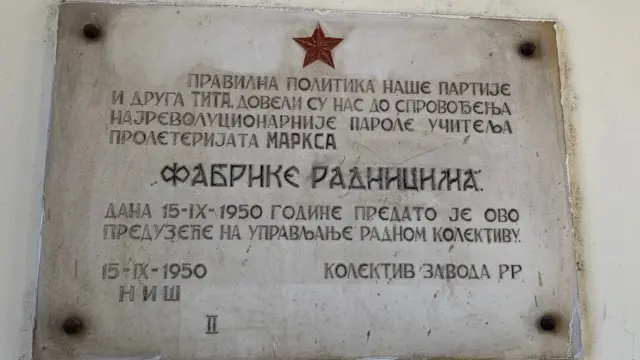 ПРАВИЛНА ПОЛИТИКА НАШЕ ПАРТИЈЕ
И ДРУГА ТИТА, ДОВЕЛИ СУ НАС ДО СПРОВОЂЕЊА
НАЈРЕВОЛУЦИОНАРНИЈЕ ПАРОЛЕ УЧИТЕЉА
ПРОЛЕТЕРИЈАТА МАРКСА
„ФАБРИКЕ РАДНИЦИМА“
ДАНА 15-IX-1950 ГОДИНЕ ПРЕДАТО ЈЕ ОВО
ПРЕДУЗЕЋЕ НА УПРАВЉАЊЕ РАДНОМ КОЛЕКТИВУ.
15-IX-1950 КОЛЕКТИВ ЗАВОДА РР
НИШ
II